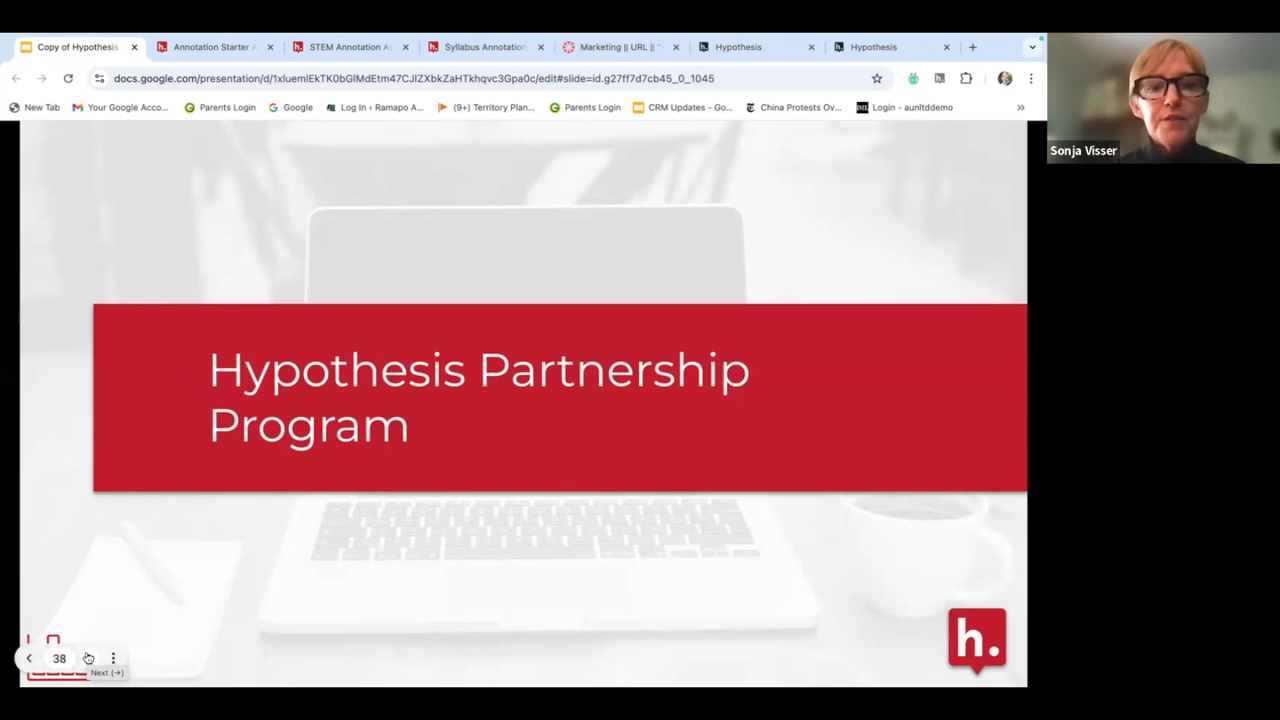 Copy of Hypothesis
Annotation Starter A
STEM Annotation As
Syllabus Annotation
Marketing || URL || "
Hypothesis
Hypothesis
docs.google.com/presentation/d/1xluemIEkTK0bGlMdEtm47CJIZXbkZaHTkhqvc3Gpa0c/edit#slide=id.g27ff7d7cb45_0_1045
New Tab
Your Google Acco...
Parents Login
Google
Log In ‹ Ramapo A...
(9+) Territory Plan...
Parents Login
CRM Updates - Go...
China Protests Ov...
Login - aunltddemo
Sonja Visser
Hypothesis Partnership
Program
h.
38
Next (→)